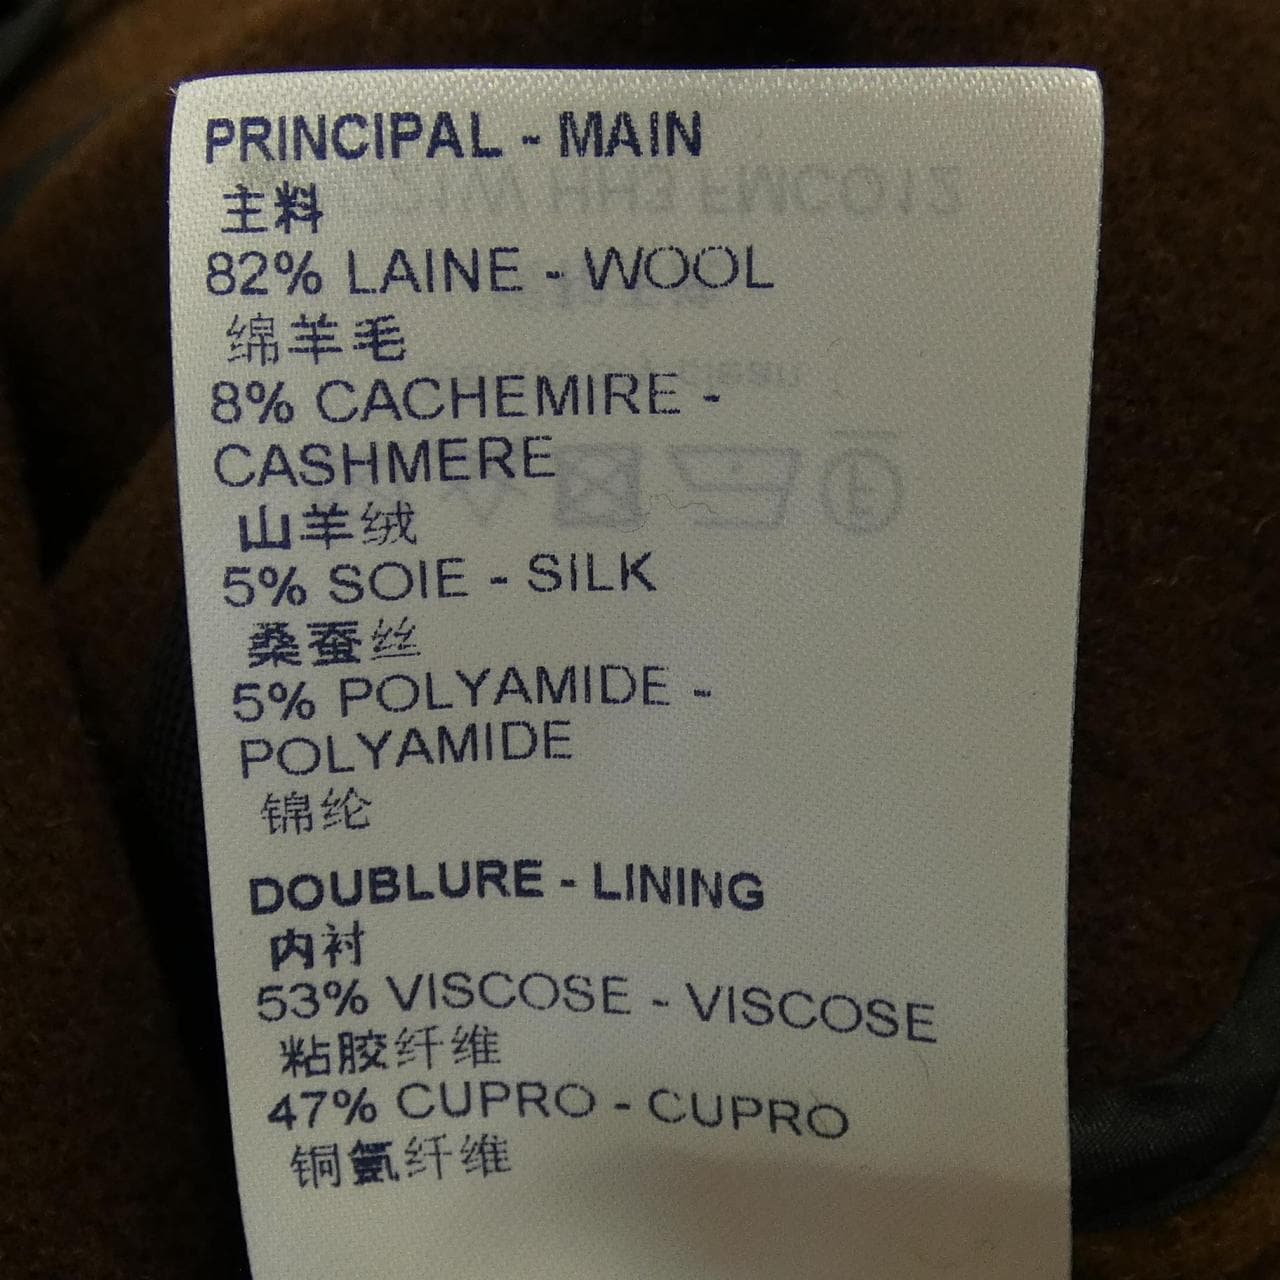 PRINCIPAL - MAIN
主料
82% LAINE - WOOL
绵羊毛
8% CACHEMIRE -
CASHMERE
山羊绒
5% SOIE - SILK
桑蚕丝
5% POLYAMIDE -
POLYAMIDE
锦纶
DOUBLURE - LINING
内衬
53% VISCOSE - VISCOSE
粘胶纤维
47% CUPRO - CUPRO
铜氨纤维